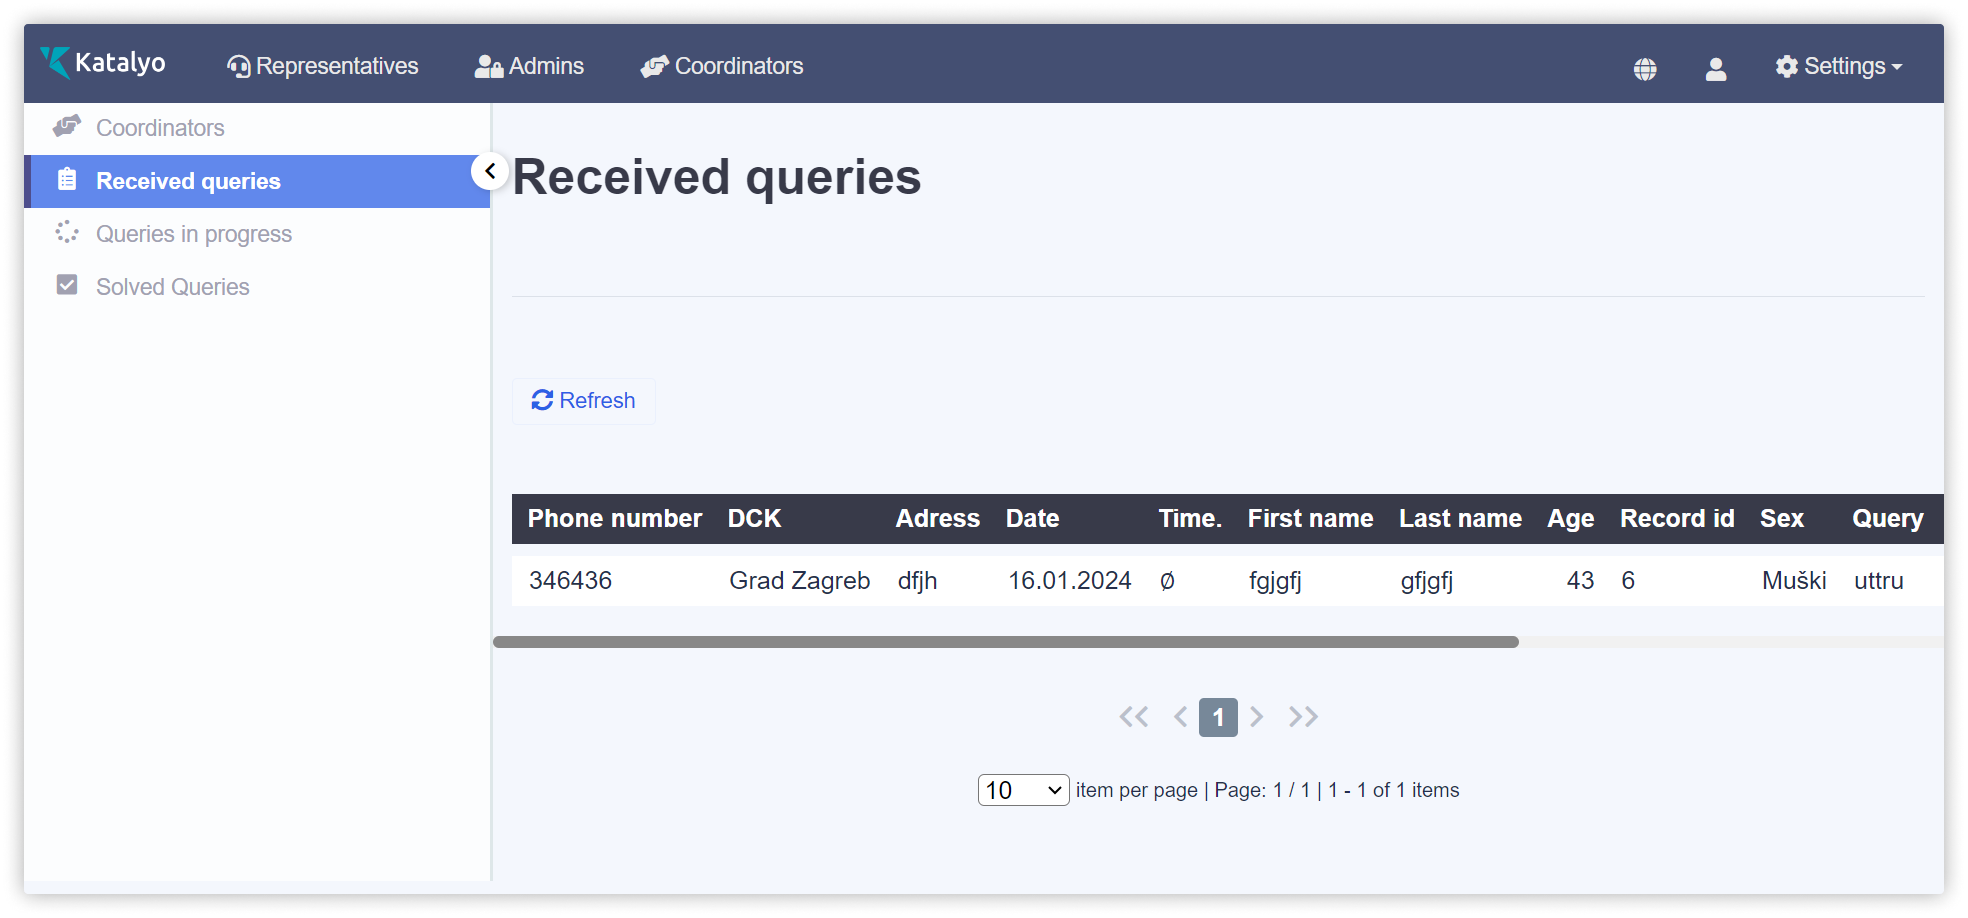 Katalyo Representatives Admins Coordinators Settings
Coordinators
Received queries
Queries in progress
Solved Queries
Received queries
Refresh
Phone number DCK Adress Date Time. First name Last name Age Record id Sex Query
346436 Grad Zagreb dfjh 16.01.2024 ∅ fgjgfj gfjgfj 43 6 Muški uttru
<< < 1 > >>
10 item per page | Page: 1 / 1 | 1 - 1 of 1 items